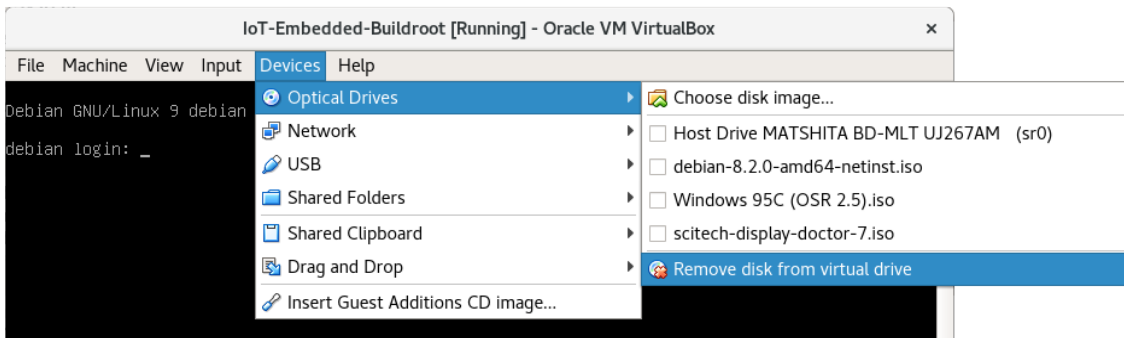 IoT-Embedded-Buildroot [Running] - Oracle VM VirtualBox ×
File Machine View Input Devices Help
Debian GNU/Linux 9 debian
debian login: _
Optical Drives
Network
USB
Shared Folders
Shared Clipboard
Drag and Drop
Insert Guest Additions CD image...
Choose disk image...
Host Drive MATSHITA BD-MLT UJ267AM (sr0)
debian-8.2.0-amd64-netinst.iso
Windows 95C (OSR 2.5).iso
scitech-display-doctor-7.iso
Remove disk from virtual drive